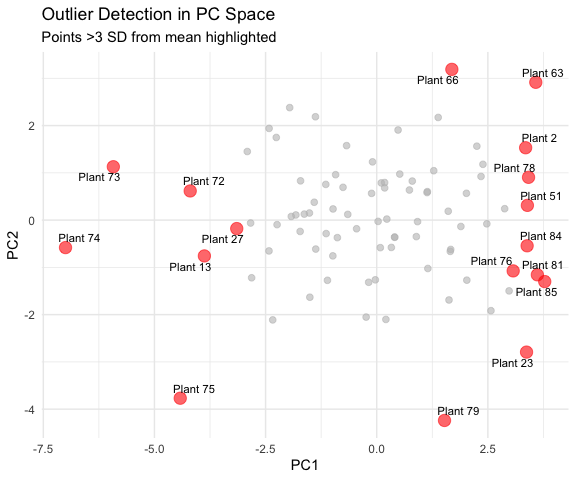 Outlier Detection in PC Space
Points >3 SD from mean highlighted
Plant 63
Plant 66
Plant 2
Plant 78
Plant 73
Plant 72
Plant 51
Plant 74
Plant 27
Plant 84
Plant 13
Plant 76
Plant 81
Plant 85
Plant 23
Plant 75
Plant 79
2
0
-2
-4
PC2
-7.5
-5.0
-2.5
0.0
2.5
PC1